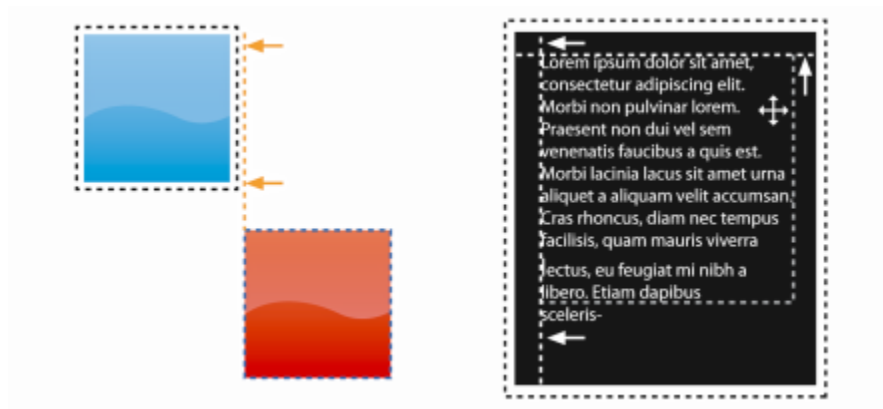 Lorem ipsum dolor sit amet,
consectetur adipiscing elit.
Morbi non pulvinar lorem.
Praesent non dui vel sem
venenatis faucibus a quis est.
Morbi lacinia lacus sit amet urna
aliquet a aliquam velit accumsan.
Cras rhoncus, diam nec tempus
facilisis, quam mauris viverra
lectus, eu feugiat mi nibh a
libero. Etiam dapibus
sceleris-